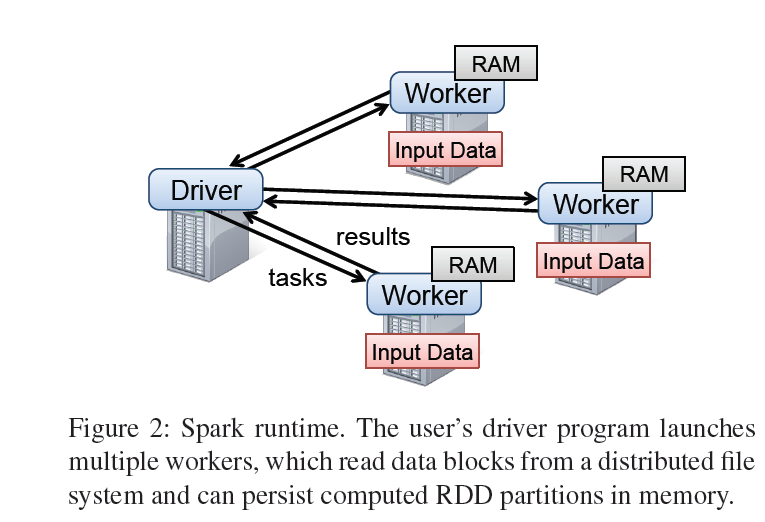 RAM
Worker
Input Data
RAM
Driver
Worker
results
Input Data
RAM
tasks
Worker
Input Data
Figure 2: Spark runtime. The user's driver program launches
multiple workers, which read data blocks from a distributed file
system and can persist computed RDD partitions in memory.